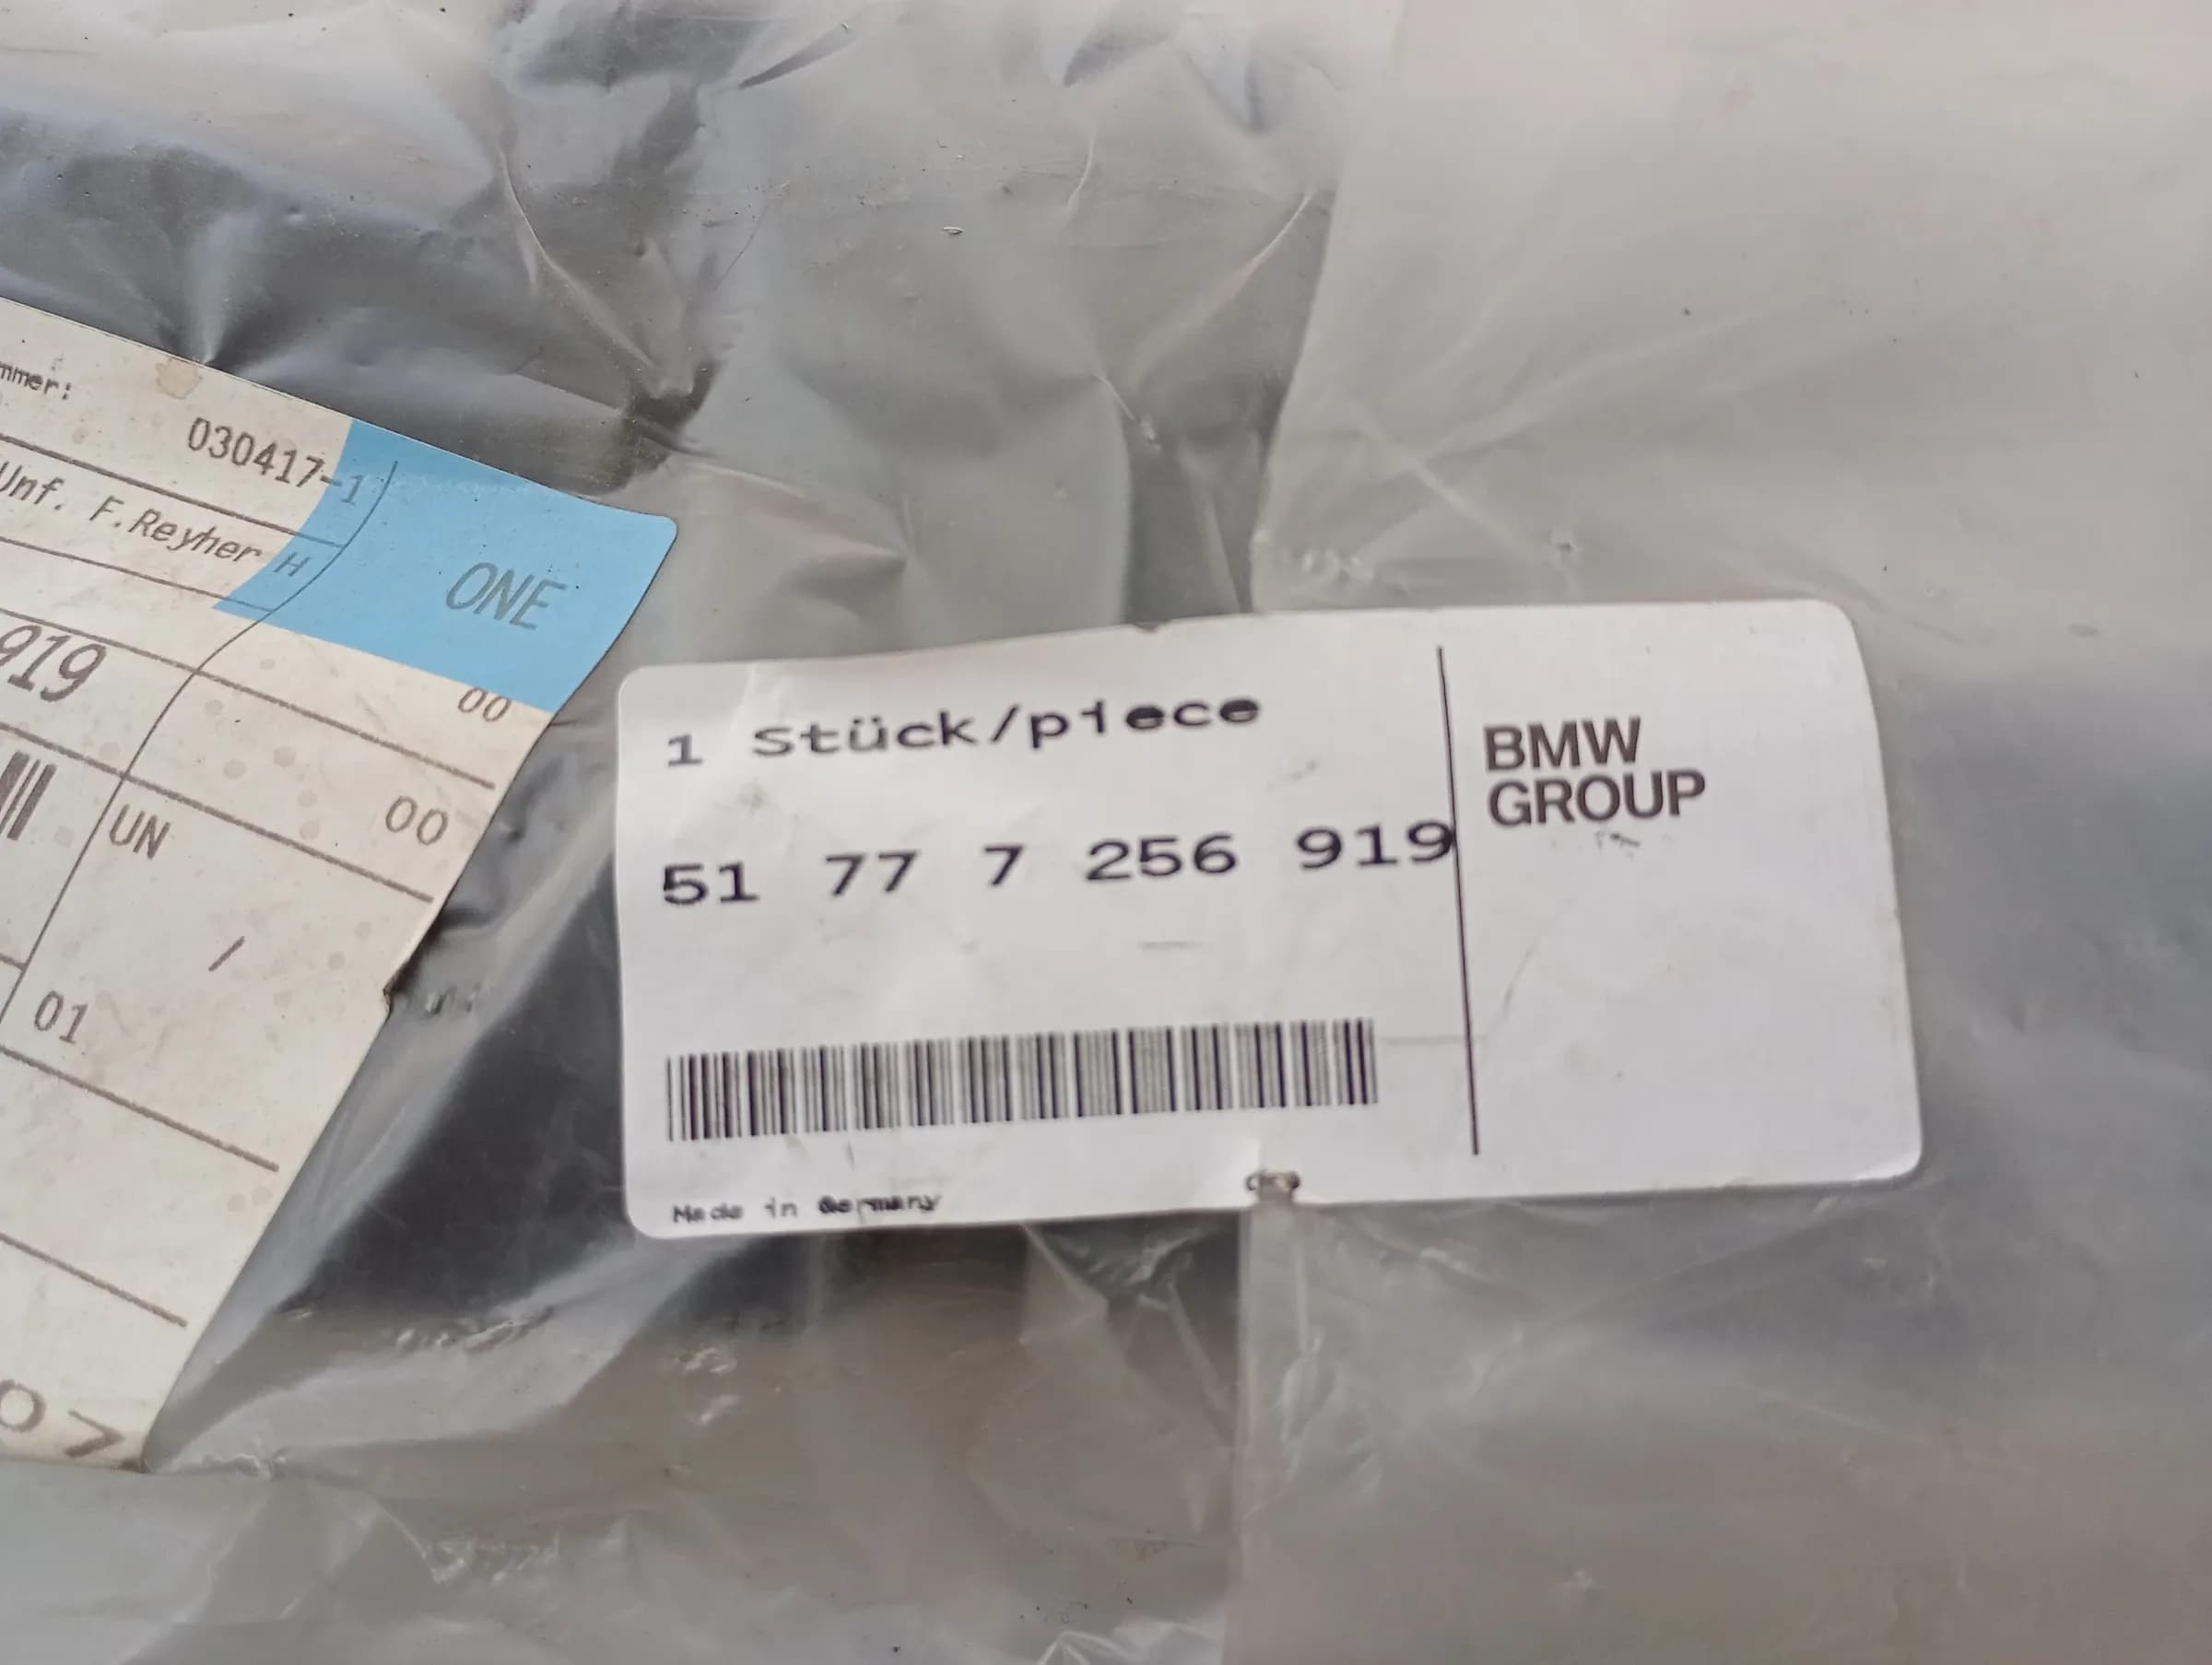 mmer:
030417-1
Unf. F.Reyher H
ONE
919
00
00
UN
/
01
07
1 Stück/piece
51 77 7 256 919
Made in Germany
BMW
GROUP